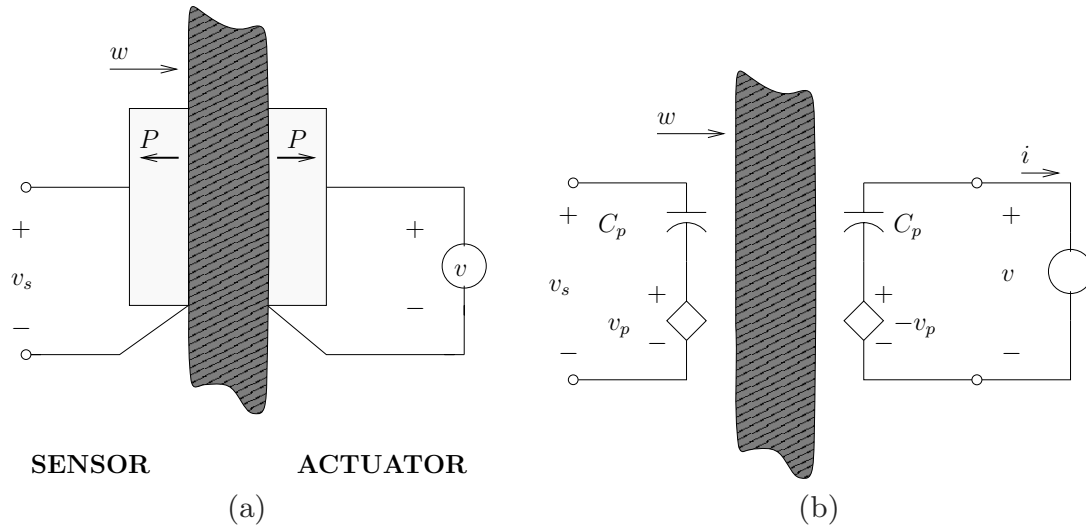 w
P P
+ +
v_s v
− −
SENSOR ACTUATOR
(a)
w
i
+ C_p C_p +
v_s + + v
v_p −v_p
− − − −
(b)